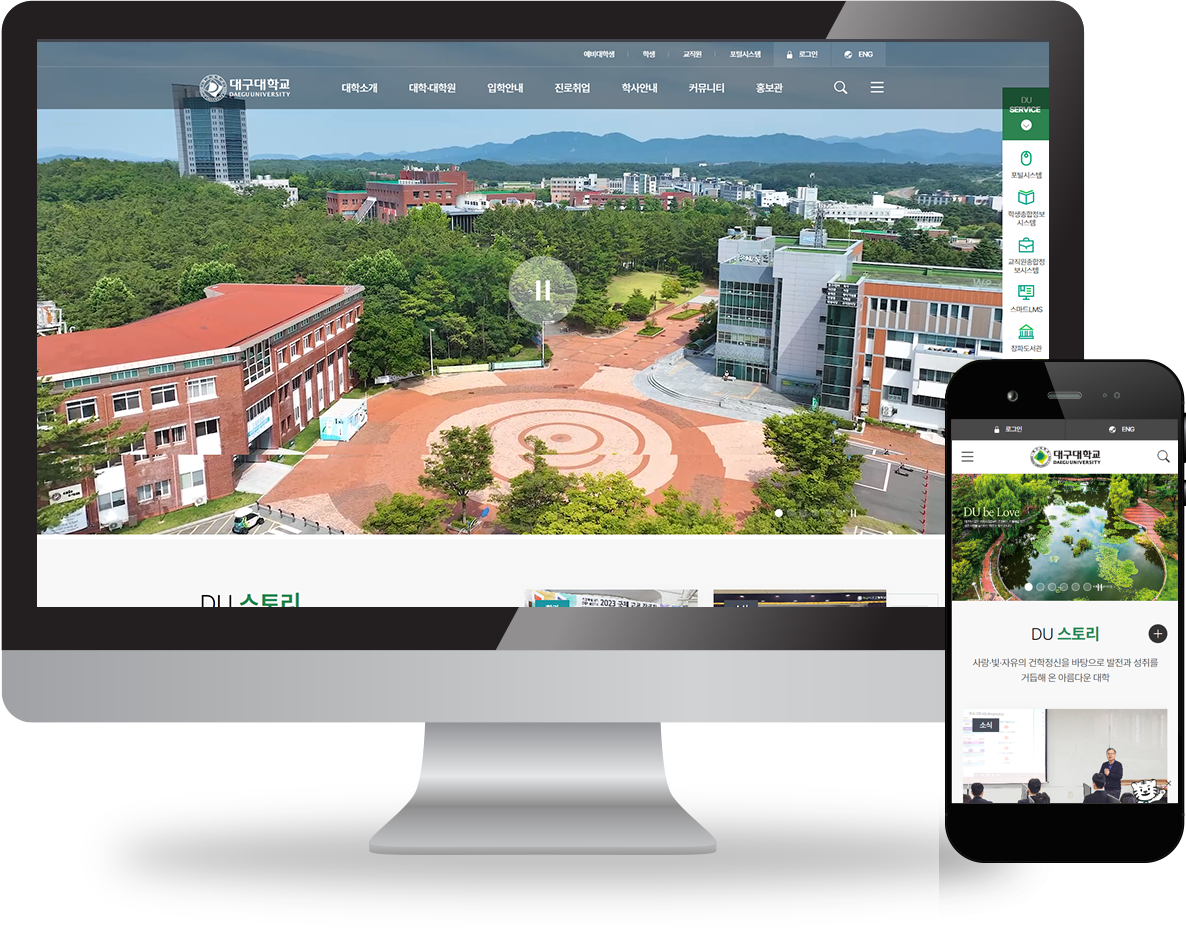 예비대학생 학생 교직원 포털시스템 로그인 ENG
대구대학교
DAEGU UNIVERSITY
대학소개 대학·대학원 입학안내 진로취업 학사안내 커뮤니티 홍보관
DU
SERVICE
포털시스템
학생종합정보
시스템
교직원종합정
보시스템
스마트LMS
창파도서관
DU 스토리
2023
로그인 ENG
대구대학교
DAEGU UNIVERSITY
DU be Love
DU 스토리
사랑·빛·자유의 건학정신을 바탕으로 발전과 성취를
거듭해 온 아름다운 대학
소식